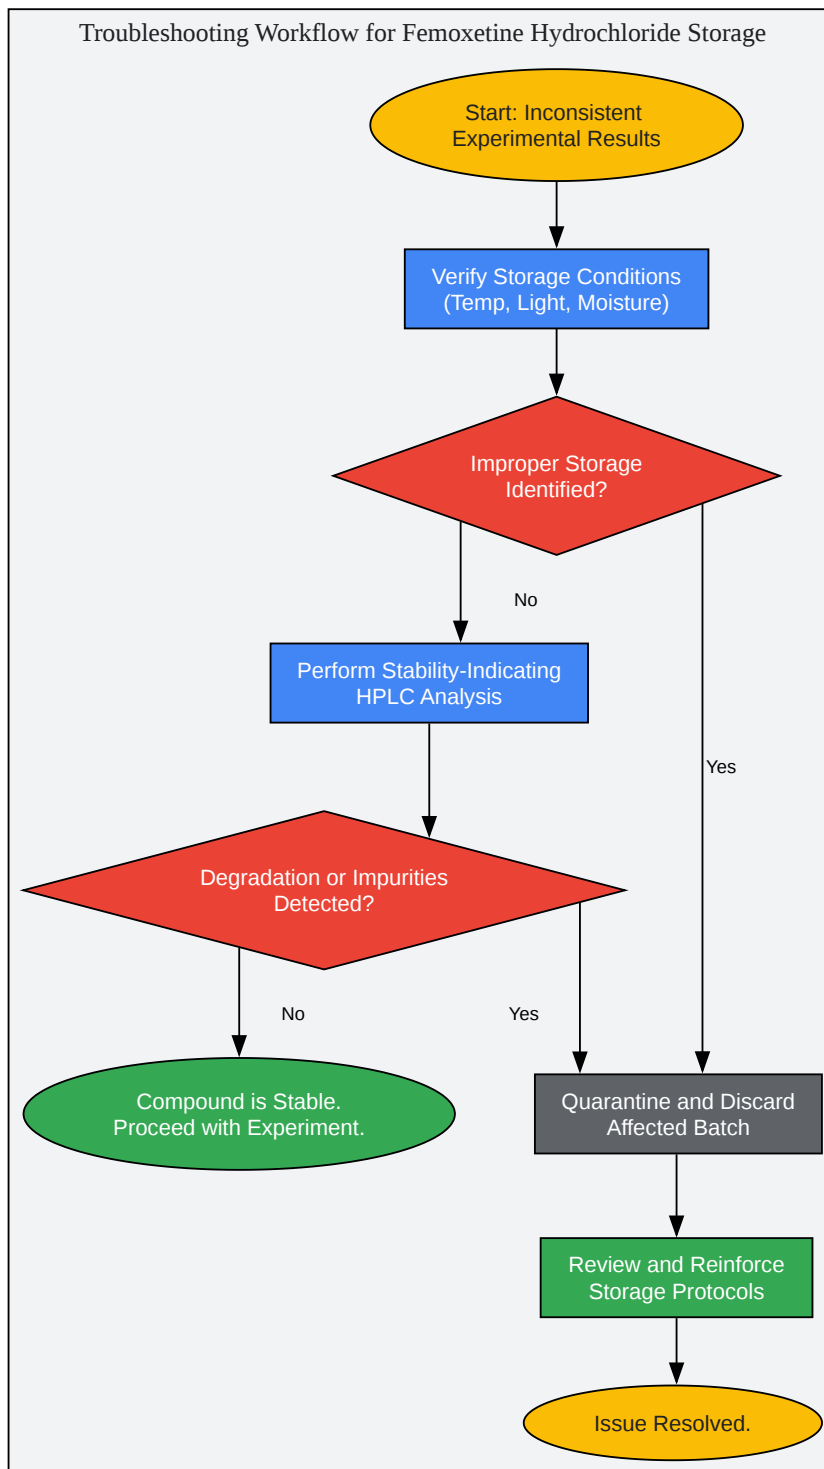 Troubleshooting Workflow for Femoxetine Hydrochloride Storage
Start: Inconsistent
Experimental Results
Verify Storage Conditions
(Temp, Light, Moisture)
Improper Storage
Identified?
No
Perform Stability-Indicating
HPLC Analysis
Yes
Degradation or Impurities
Detected?
No
Yes
Compound is Stable.
Proceed with Experiment.
Quarantine and Discard
Affected Batch
Review and Reinforce
Storage Protocols
Issue Resolved.